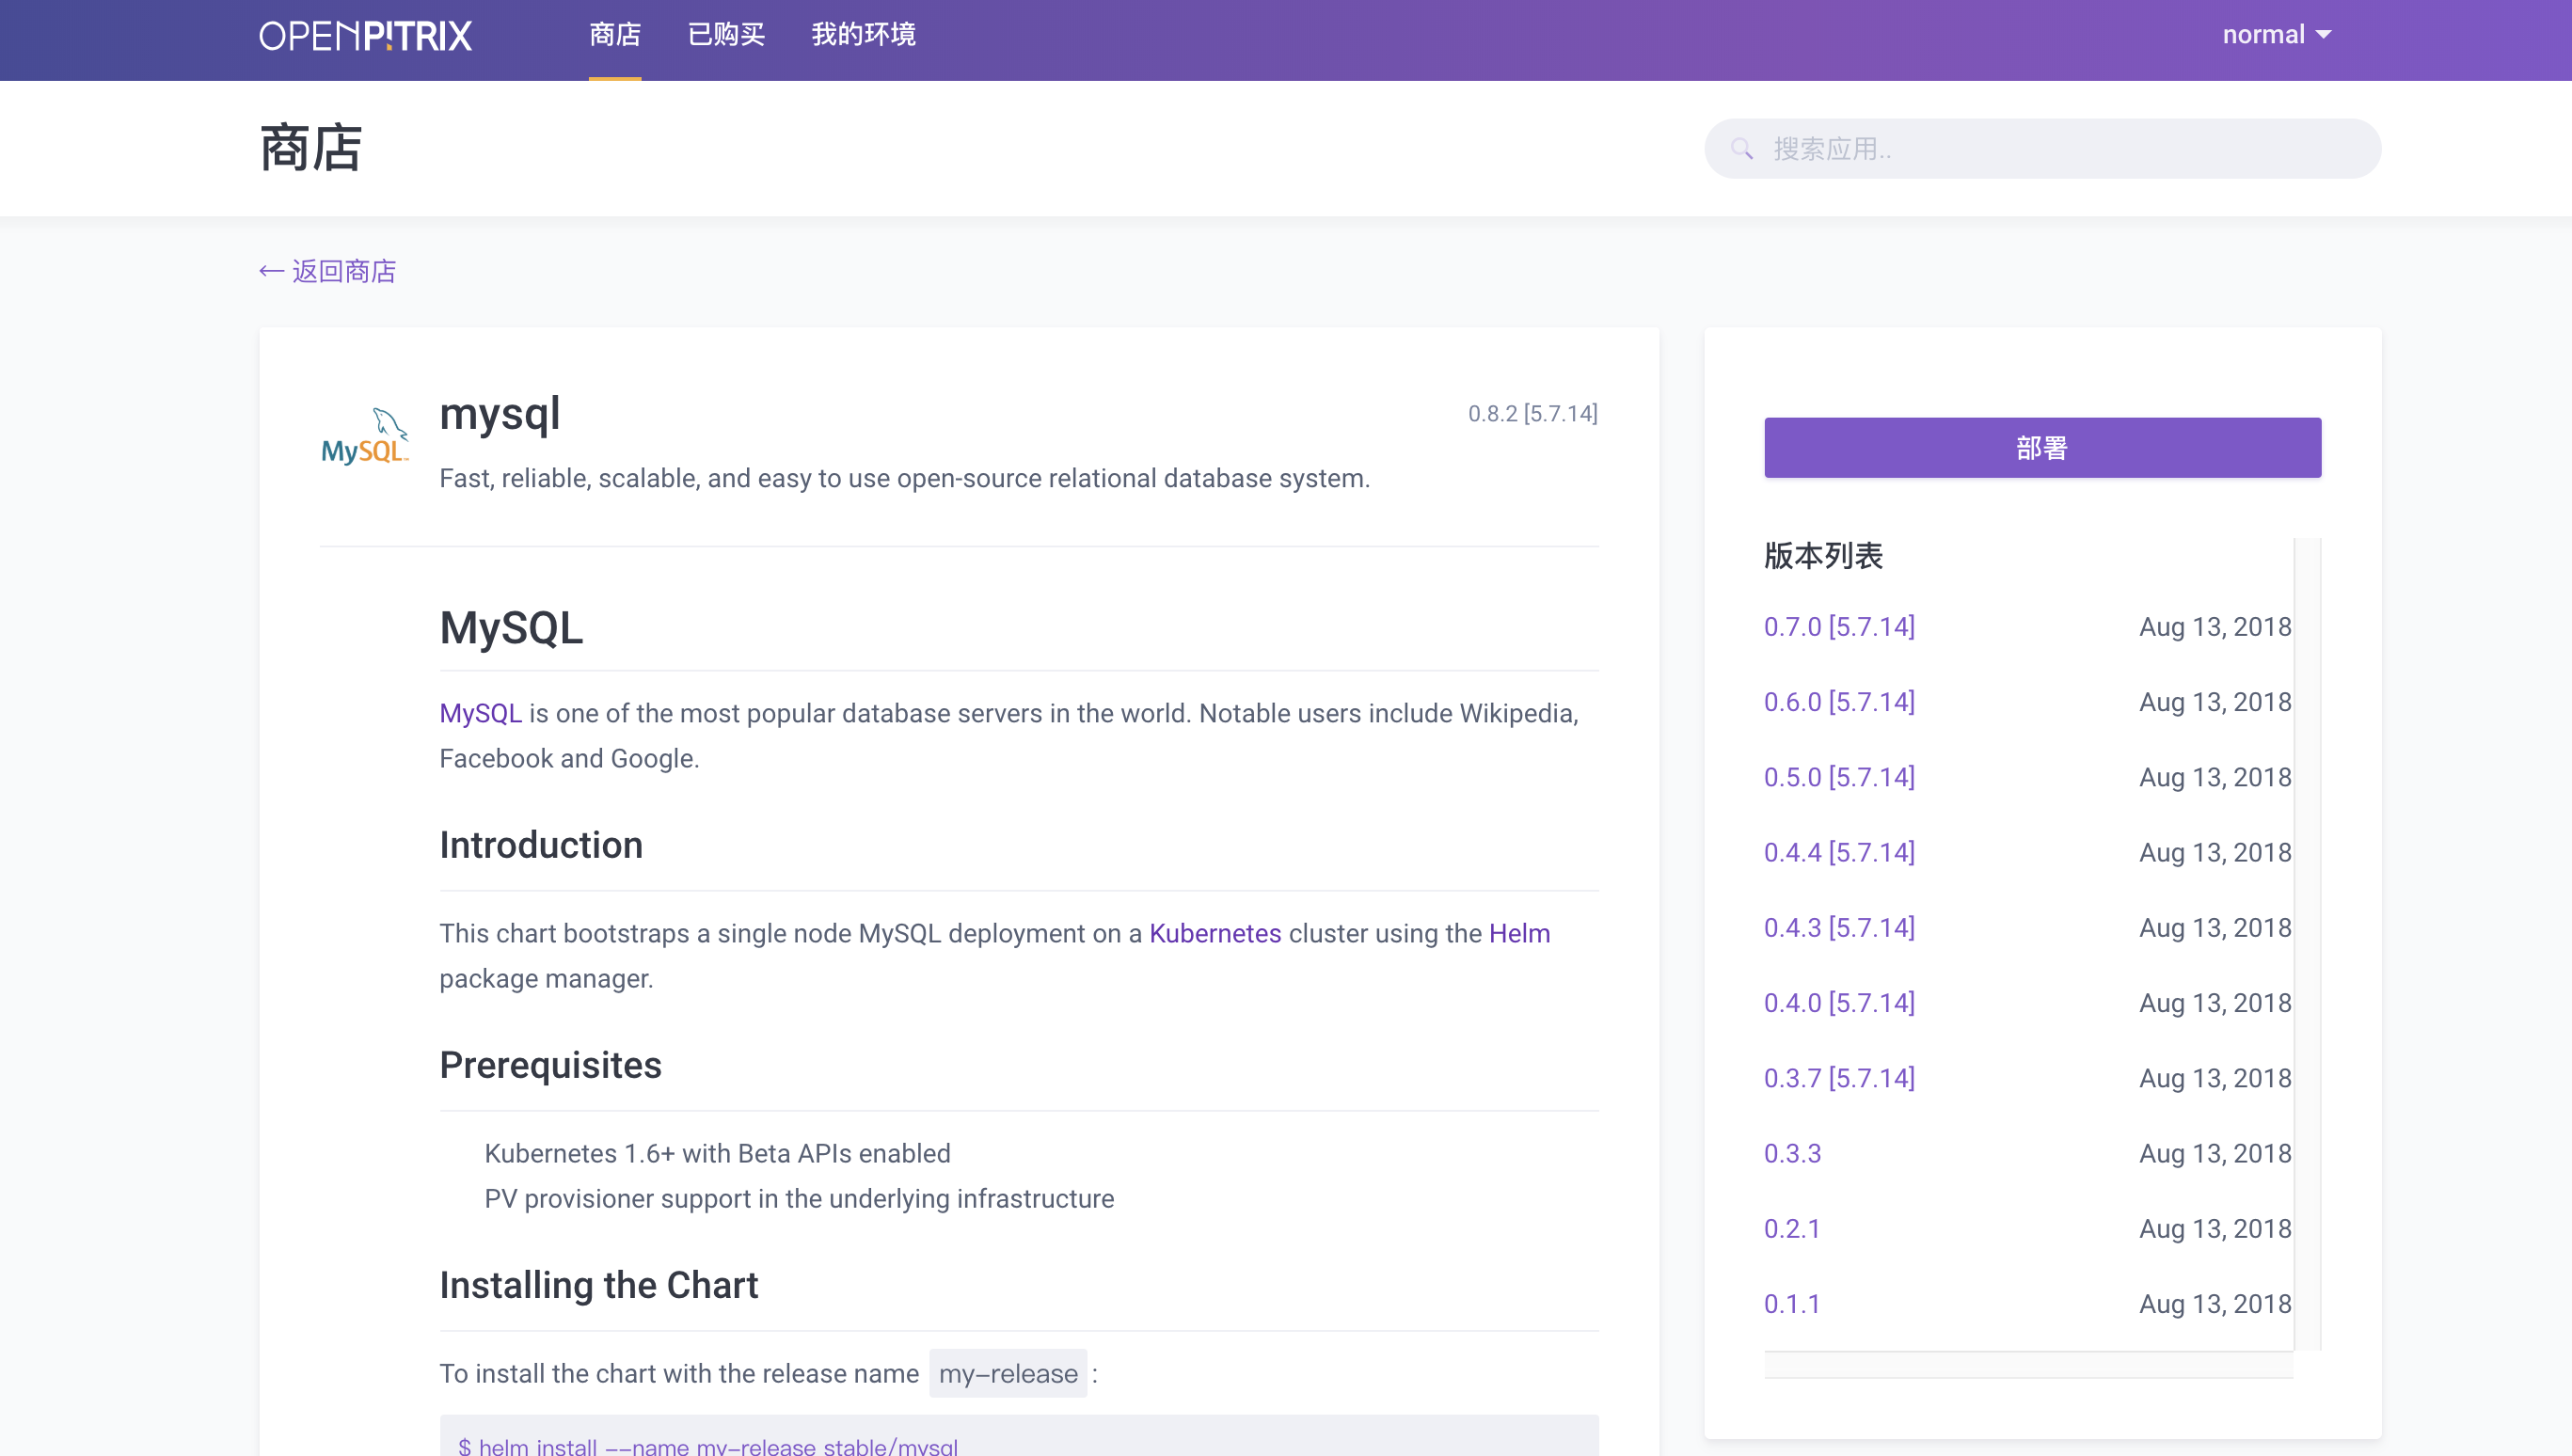 OPENPITRIX 商店 已购买 我的环境 normal
商店
搜索应用..
← 返回商店
MySQL
mysql
0.8.2 [5.7.14]
Fast, reliable, scalable, and easy to use open-source relational database system.
MySQL
MySQL is one of the most popular database servers in the world. Notable users include Wikipedia,
Facebook and Google.
Introduction
This chart bootstraps a single node MySQL deployment on a Kubernetes cluster using the Helm
package manager.
Prerequisites
Kubernetes 1.6+ with Beta APIs enabled
PV provisioner support in the underlying infrastructure
Installing the Chart
To install the chart with the release name my-release :
$ helm install --name my-release stable/mysql
部署
版本列表
0.7.0 [5.7.14] Aug 13, 2018
0.6.0 [5.7.14] Aug 13, 2018
0.5.0 [5.7.14] Aug 13, 2018
0.4.4 [5.7.14] Aug 13, 2018
0.4.3 [5.7.14] Aug 13, 2018
0.4.0 [5.7.14] Aug 13, 2018
0.3.7 [5.7.14] Aug 13, 2018
0.3.3 Aug 13, 2018
0.2.1 Aug 13, 2018
0.1.1 Aug 13, 2018